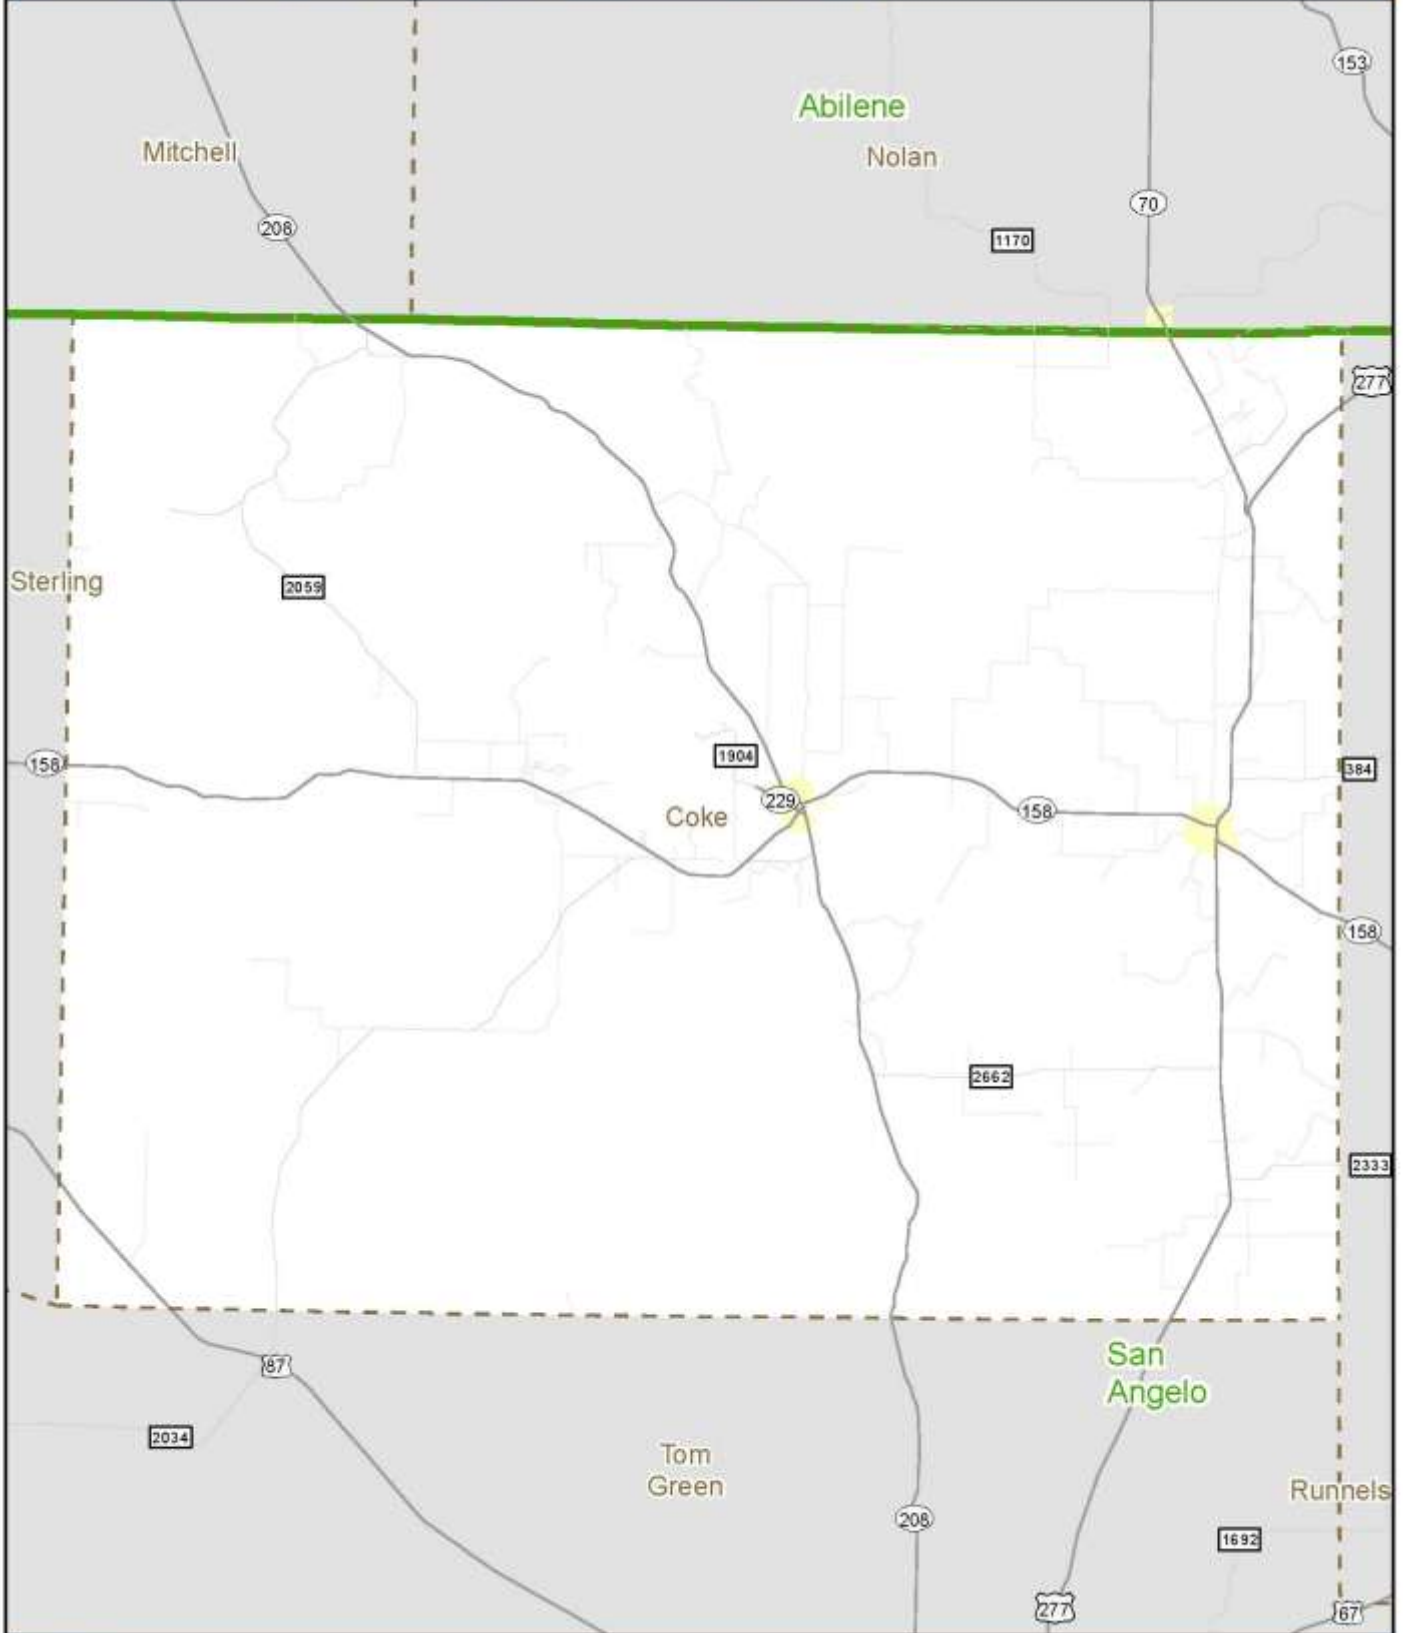 153
Abilene
Mitchell
Nolan
70
208
1170
277
Sterling
2059
1904
158
384
229
158
Coke
158
2662
2333
San
Angelo
87
2034
Tom
Green
Runnels
208
1692
277
67